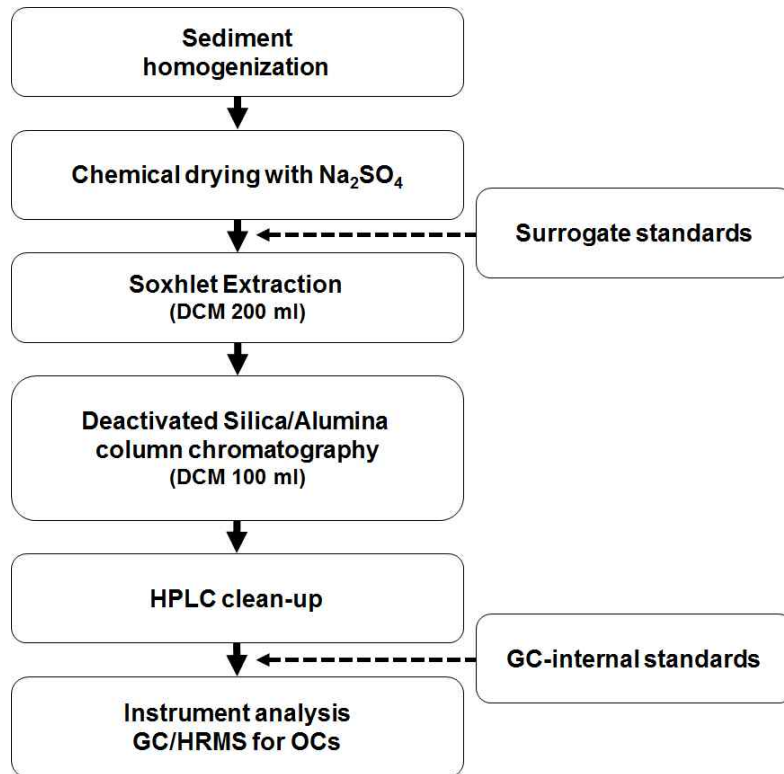 Sediment
homogenization
Chemical drying with Na₂SO₄
Surrogate standards
Soxhlet Extraction
(DCM 200 ml)
Deactivated Silica/Alumina
column chromatography
(DCM 100 ml)
HPLC clean-up
GC-internal standards
Instrument analysis
GC/HRMS for OCs